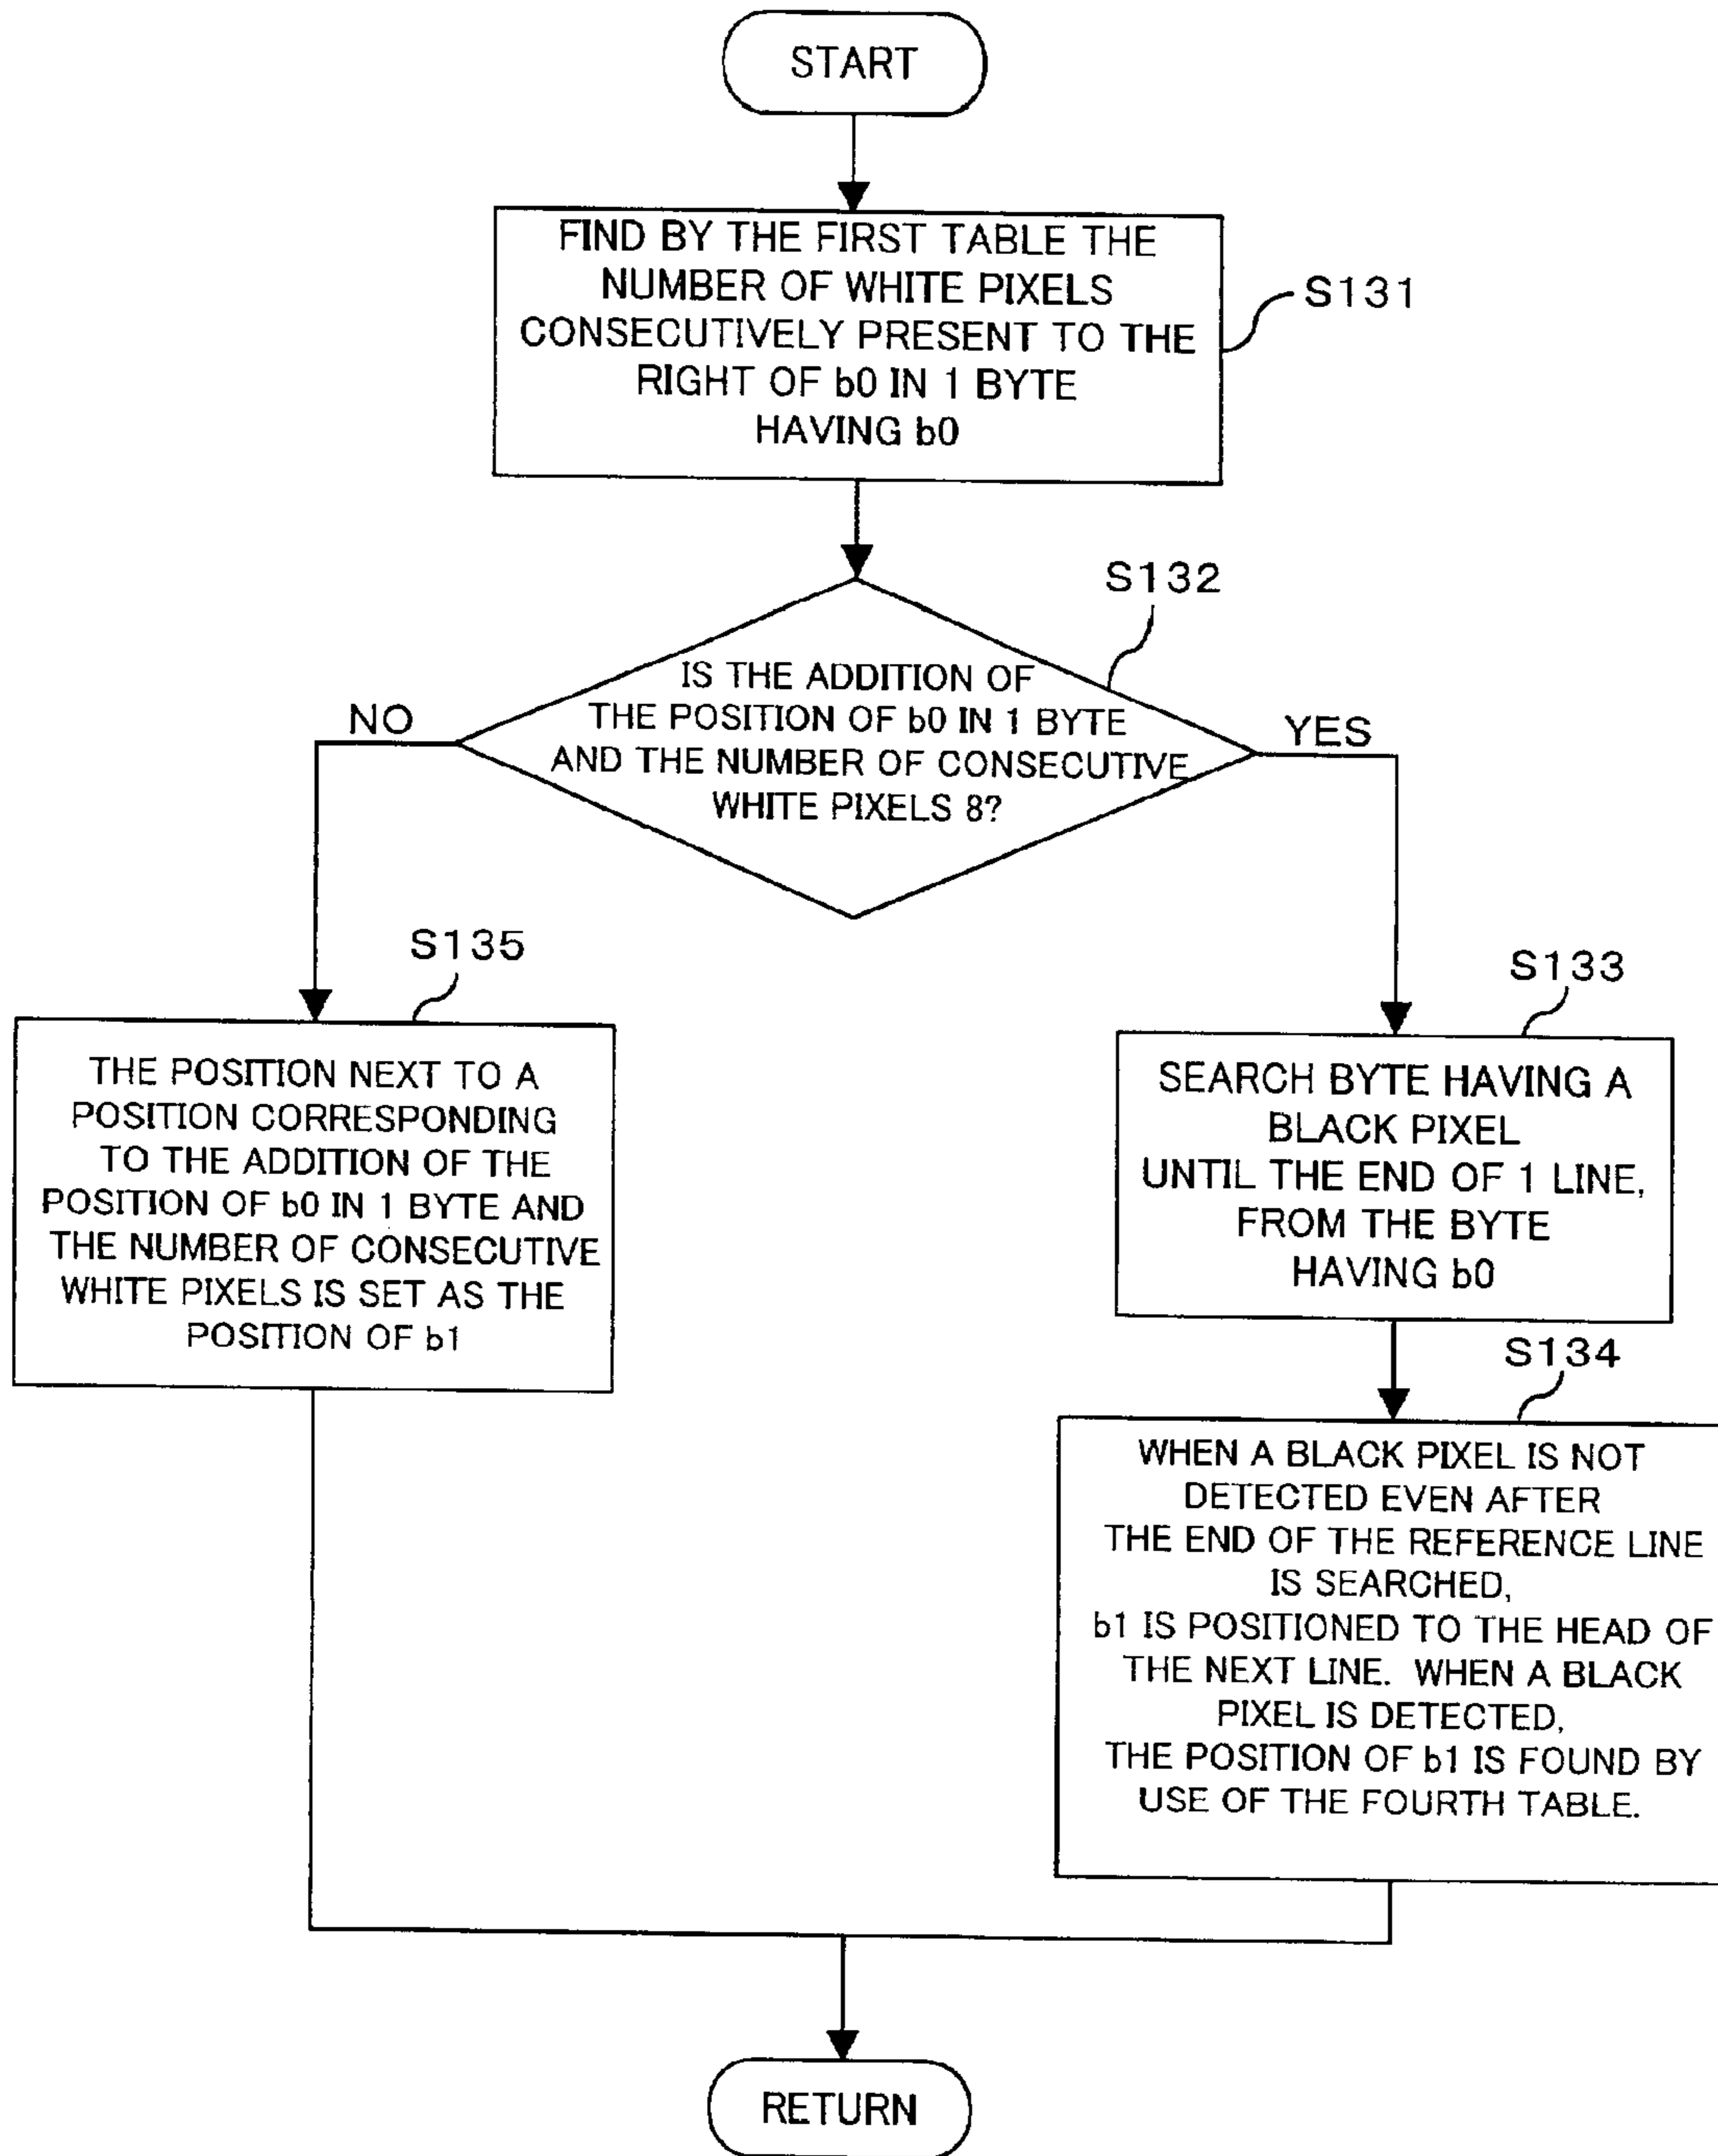 START
FIND BY THE FIRST TABLE THE
NUMBER OF WHITE PIXELS
CONSECUTIVELY PRESENT TO THE
RIGHT OF b0 IN 1 BYTE
HAVING b0
S131
S132
IS THE ADDITION OF
THE POSITION OF b0 IN 1 BYTE
AND THE NUMBER OF CONSECUTIVE
WHITE PIXELS 8?
NO
YES
S135
THE POSITION NEXT TO A
POSITION CORRESPONDING
TO THE ADDITION OF THE
POSITION OF b0 IN 1 BYTE AND
THE NUMBER OF CONSECUTIVE
WHITE PIXELS IS SET AS THE
POSITION OF b1
S133
SEARCH BYTE HAVING A
BLACK PIXEL
UNTIL THE END OF 1 LINE,
FROM THE BYTE
HAVING b0
S134
WHEN A BLACK PIXEL IS NOT
DETECTED EVEN AFTER
THE END OF THE REFERENCE LINE
IS SEARCHED,
b1 IS POSITIONED TO THE HEAD OF
THE NEXT LINE. WHEN A BLACK
PIXEL IS DETECTED,
THE POSITION OF b1 IS FOUND BY
USE OF THE FOURTH TABLE.
RETURN